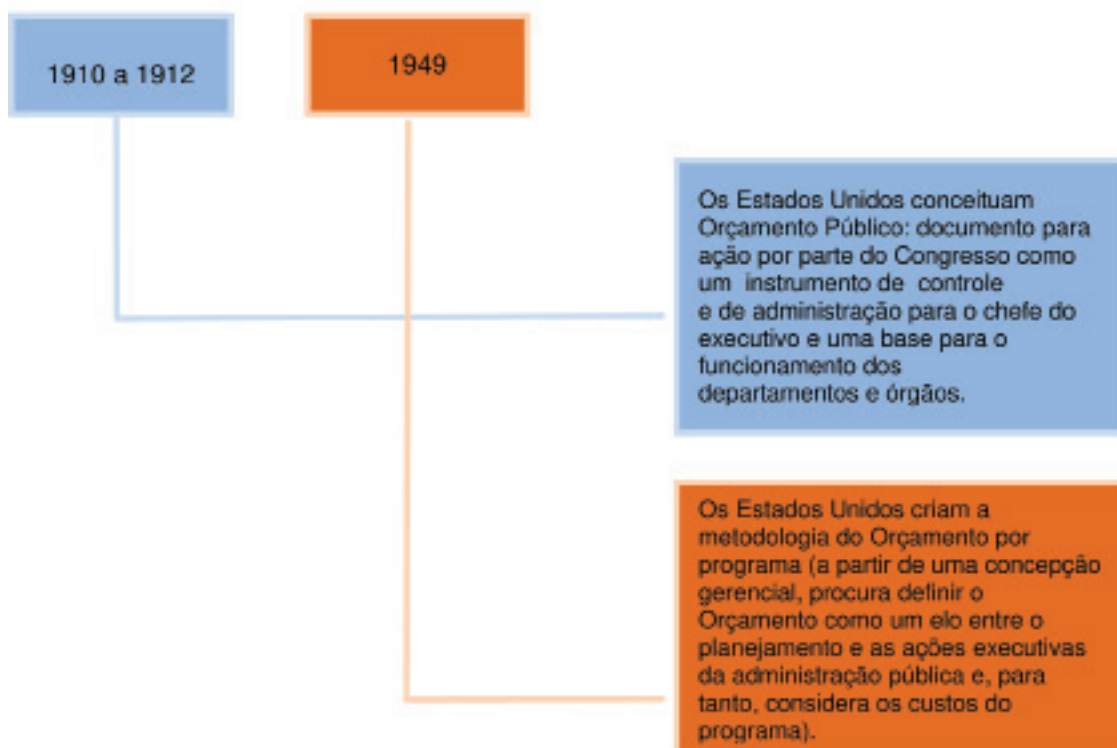 1910 a 1912
1949
Os Estados Unidos conceituam
Orçamento Público: documento para
ação por parte do Congresso como
um instrumento de controle
e de administração para o chefe do
executivo e uma base para o
funcionamento dos
departamentos e órgãos.
Os Estados Unidos criam a
metodologia do Orçamento por
programa (a partir de uma concepção
gerencial, procura definir o
Orçamento como um elo entre o
planejamento e as ações executivas
da administração pública e, para
tanto, considera os custos do
programa).